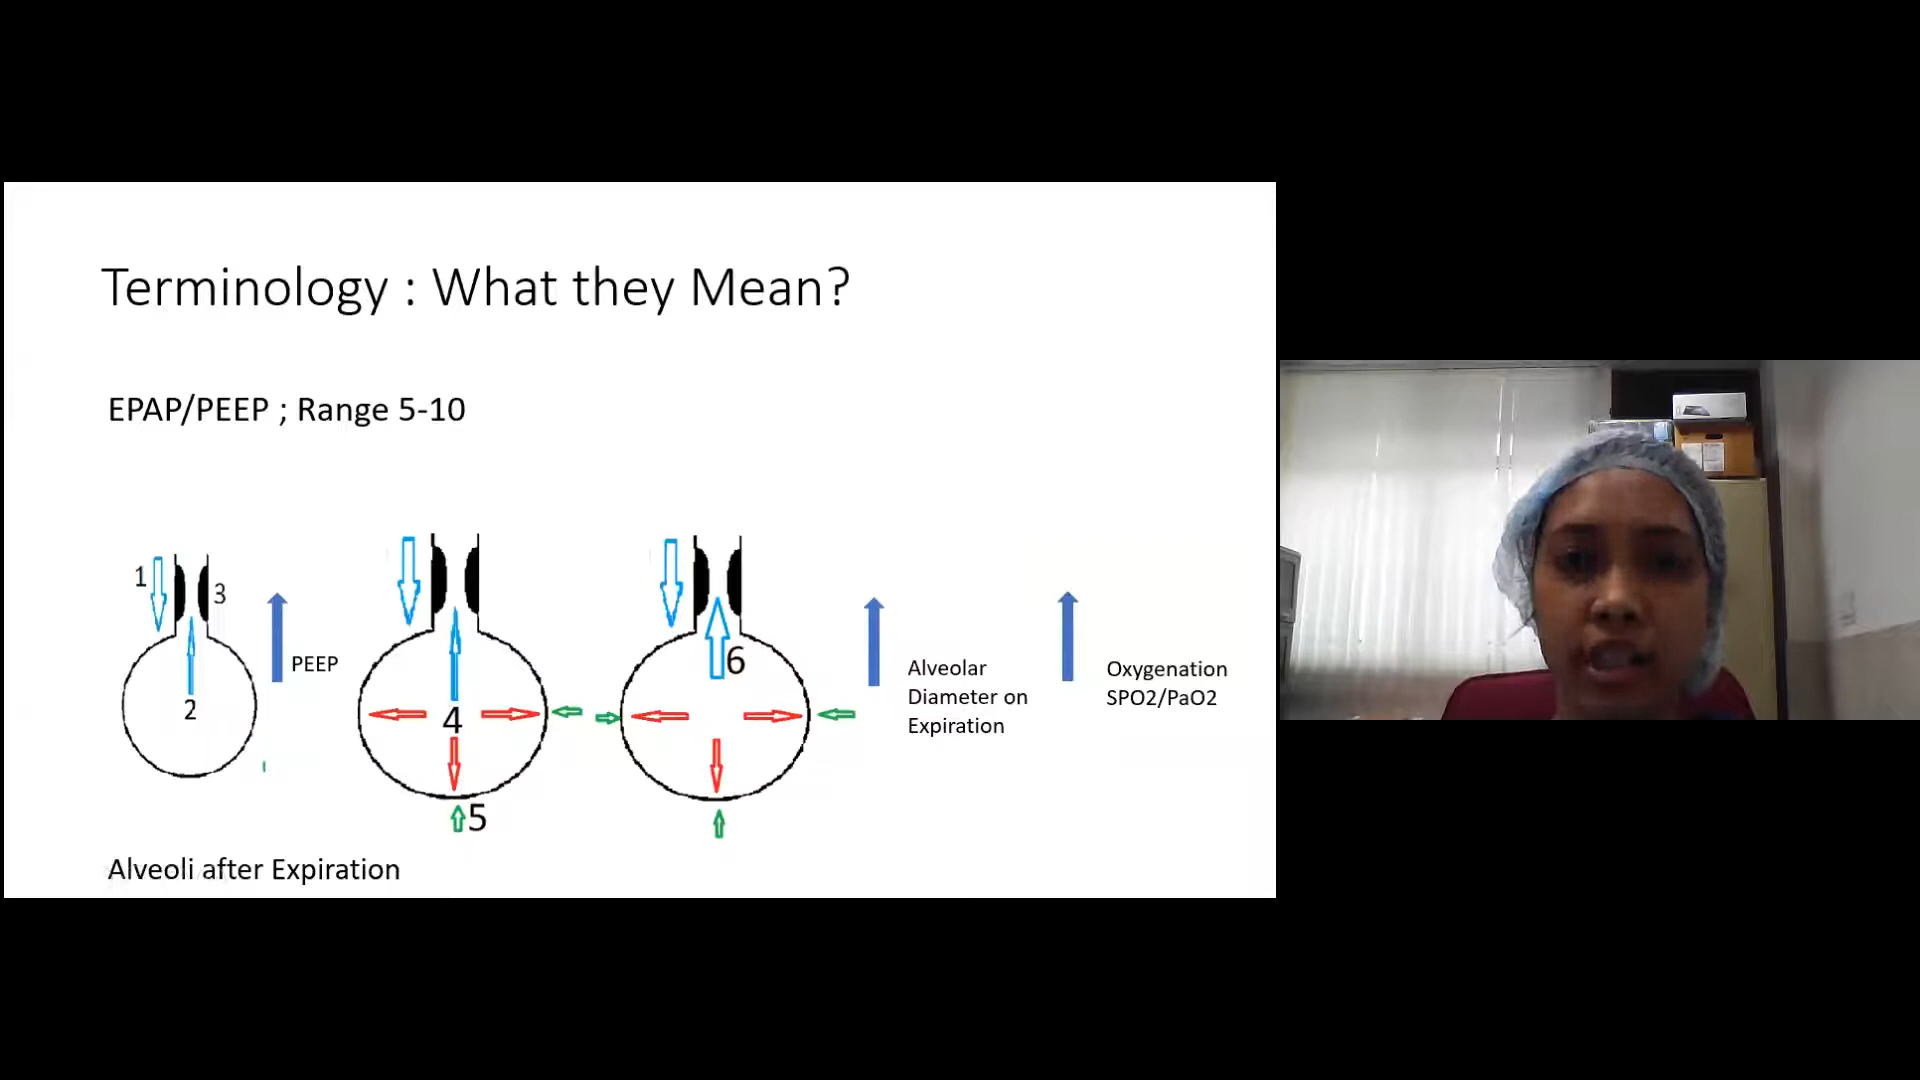 Terminology : What they Mean?
EPAP/PEEP ; Range 5-10
1
3
2
PEEP
4
5
6
Alveolar
Diameter on
Expiration
Oxygenation
SPO2/PaO2
Alveoli after Expiration